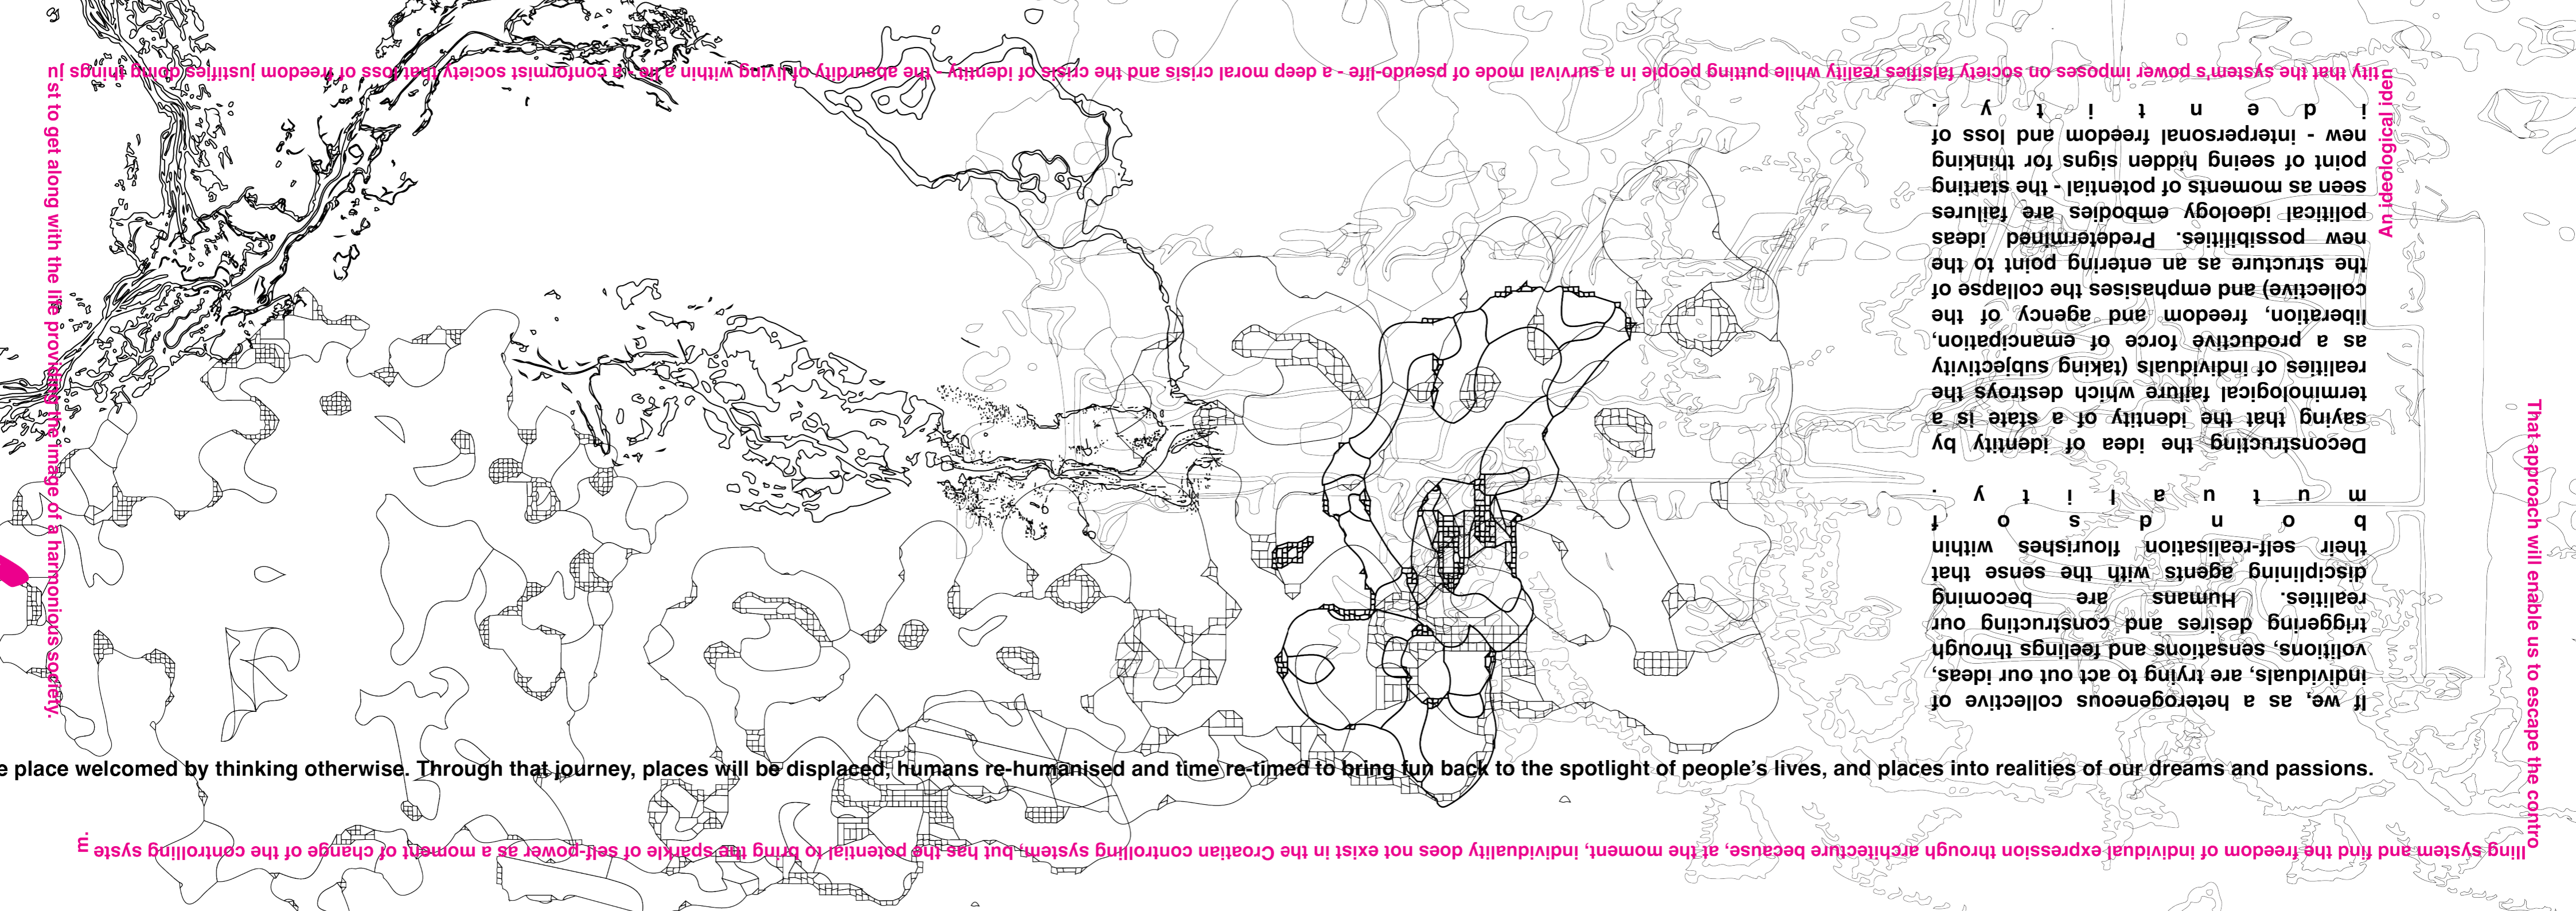 An ideological iden
tity that the system's power imposes on society falsifies reality while putting people in a survival mode of pseudo-life - a deep moral crisis and the crisis of identity - the absurdity of living within a lie - a conformist society that loss of freedom justifies doing things ju
st to get along with the life providing the image of a harmonious society.
If we, as a heterogeneous collective of
individuals, are trying to act out our ideas,
volitions, sensations and feelings through
triggering desires and constructing our
realities. Humans are becoming
disciplining agents with the sense that
their self-realisation flourishes within
b o n d s o f
m u t u a l i t y .
Deconstructing the idea of identity by
saying that the identity of a state is a
terminological failure which destroys the
realities of individuals (taking subjectivity
as a productive force of emancipation,
liberation, freedom and agency of the
collective) and emphasises the collapse of
the structure as an entering point to the
new possibilities. Predetermined ideas
political ideology embodies are failures
seen as moments of potential - the starting
point of seeing hidden signs for thinking
new - interpersonal freedom and loss of
i d e n t i t y .
e place welcomed by thinking otherwise. Through that journey, places will be displaced, humans re-humanised and time re-timed to bring fun back to the spotlight of people's lives, and places into realities of our dreams and passions.
That approach will enable us to escape the contro
lling system and find the freedom of individual expression through architecture because, at the moment, individuality does not exist in the Croatian controlling system, but has the potential to bring the sparkle of self-power as a moment of change of the controlling syste
m.